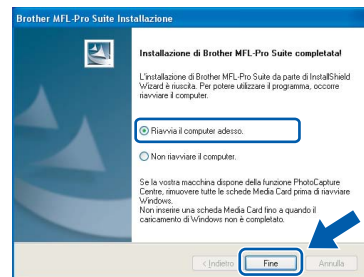 Brother MFL-Pro Suite Installazione
Installazione di Brother MFL-Pro Suite completata!
L'installazione di Brother MFL-Pro Suite da parte di InstallShield
Wizard è riuscita. Per potere utilizzare il programma, occorre
riavviare il computer.
Riavvia il computer adesso.
Non riavviare il computer.
Se la vostra macchina dispone della funzione PhotoCapture
Centre, rimuovere tutte le schede Media Card prima di riavviare
Windows.
Non inserire una scheda Media Card fino a quando il
caricamento di Windows non è completato.
< Indietro
Fine
Annulla